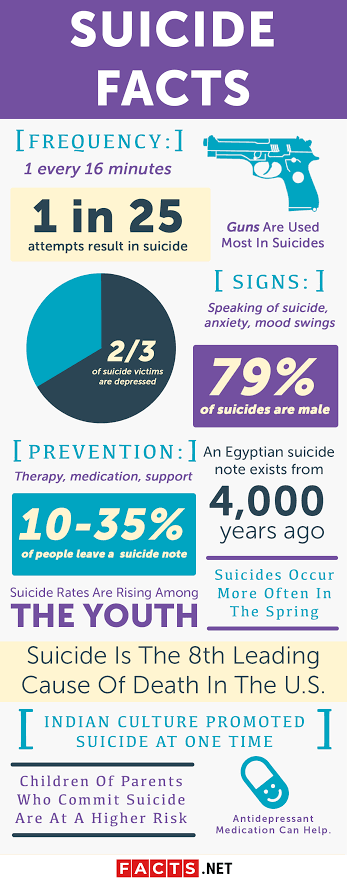 SUICIDE
FACTS
[FREQUENCY:]
1 every 16 minutes
1 in 25
attempts result in suicide
Guns Are Used
Most In Suicides
2/3
of suicide victims
are depressed
[ SIGNS: ]
Speaking of suicide,
anxiety, mood swings
79%
of suicides are male
[ PREVENTION: ]
Therapy, medication, support
10-35%
of people leave a suicide note
An Egyptian suicide
note exists from
4,000
years ago
Suicide Rates Are Rising Among
THE YOUTH
Suicides Occur
More Often In
The Spring
Suicide Is The 8th Leading
Cause Of Death In The U.S.
[ INDIAN CULTURE PROMOTED
SUICIDE AT ONE TIME ]
Children Of Parents
Who Commit Suicide
Are At A Higher Risk
Antidepressant
Medication Can Help.
FACTS.NET